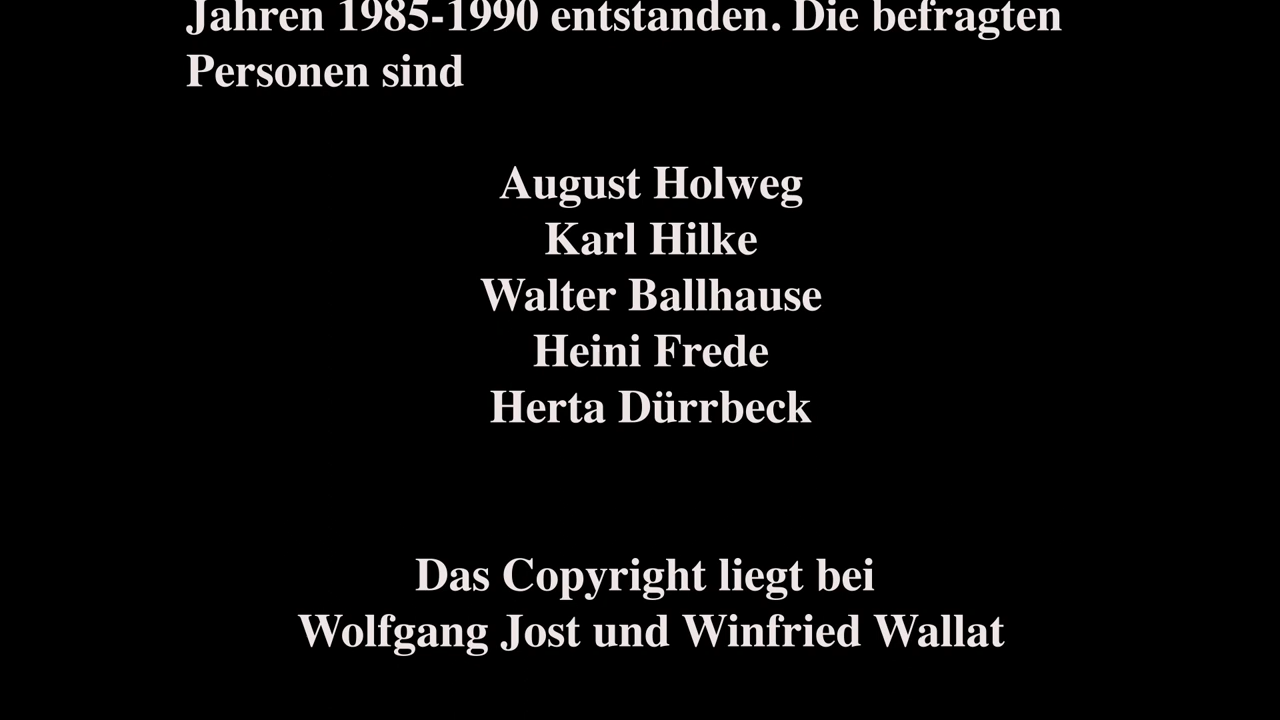 Jahren 1985-1990 entstanden. Die befragten
Personen sind
August Holweg
Karl Hilke
Walter Ballhause
Heini Frede
Herta Dürrbeck
Das Copyright liegt bei
Wolfgang Jost und Winfried Wallat